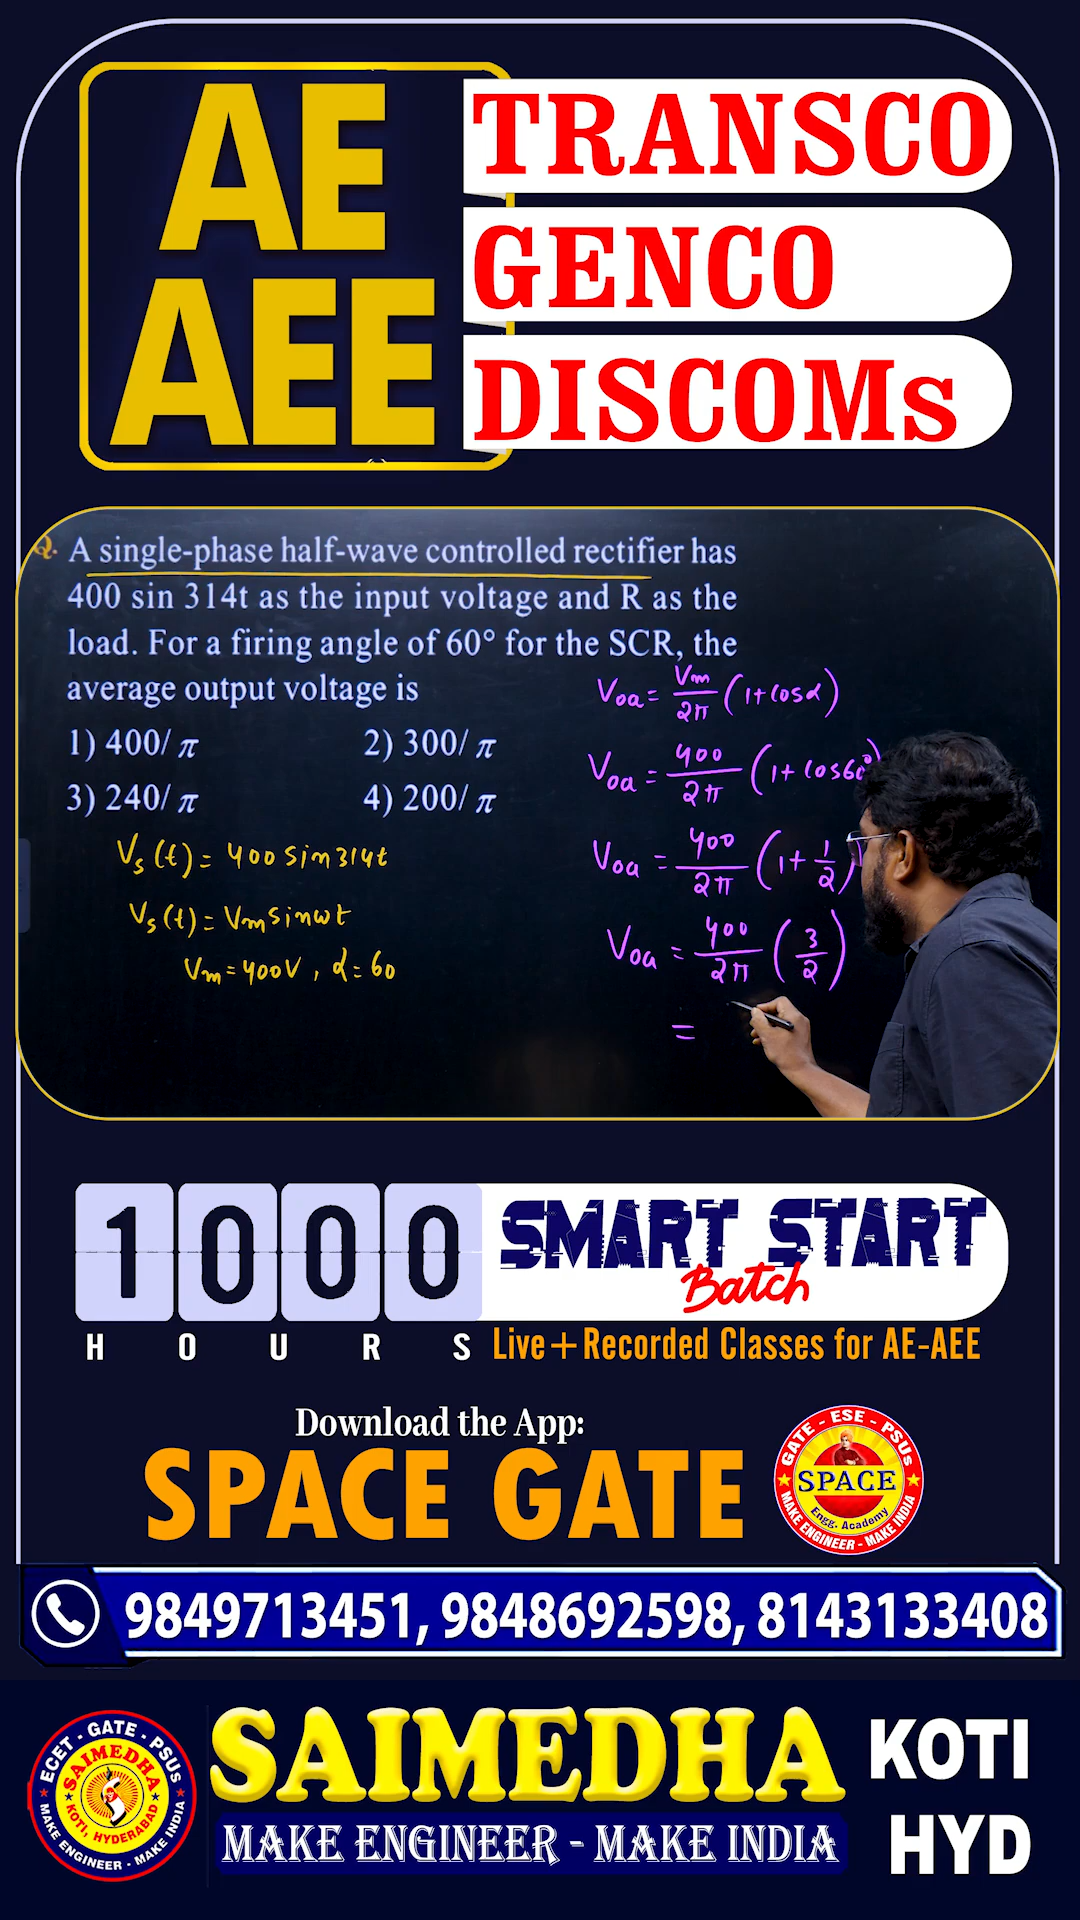 AE
AEE
TRANSCO
GENCO
DISCOMs
Q. A single-phase half-wave controlled rectifier has
400 sin 314t as the input voltage and R as the
load. For a firing angle of 60° for the SCR, the
average output voltage is
1) 400/ π 2) 300/ π
3) 240/ π 4) 200/ π
Vs(t) = 400 sin314t
Vs(t) = Vm sinωt
Vm = 400V , α = 60
Voa = Vm/2π (1+cosα)
Voa = 400/2π (1+ cos60°)
Voa = 400/2π (1+ 1/2)
Voa = 400/2π (3/2)
=
1000
HOURS
SMART START
Batch
Live+Recorded Classes for AE-AEE
Download the App:
SPACE GATE
GATE - ESE - PSUs
SPACE
Engg. Academy
MAKE ENGINEER - MAKE INDIA
9849713451, 9848692598, 8143133408
ECET - GATE - PSUs
SAIMEDHA
KOTI, HYDERABAD
MAKE ENGINEER - MAKE INDIA
SAIMEDHA
MAKE ENGINEER - MAKE INDIA
KOTI
HYD